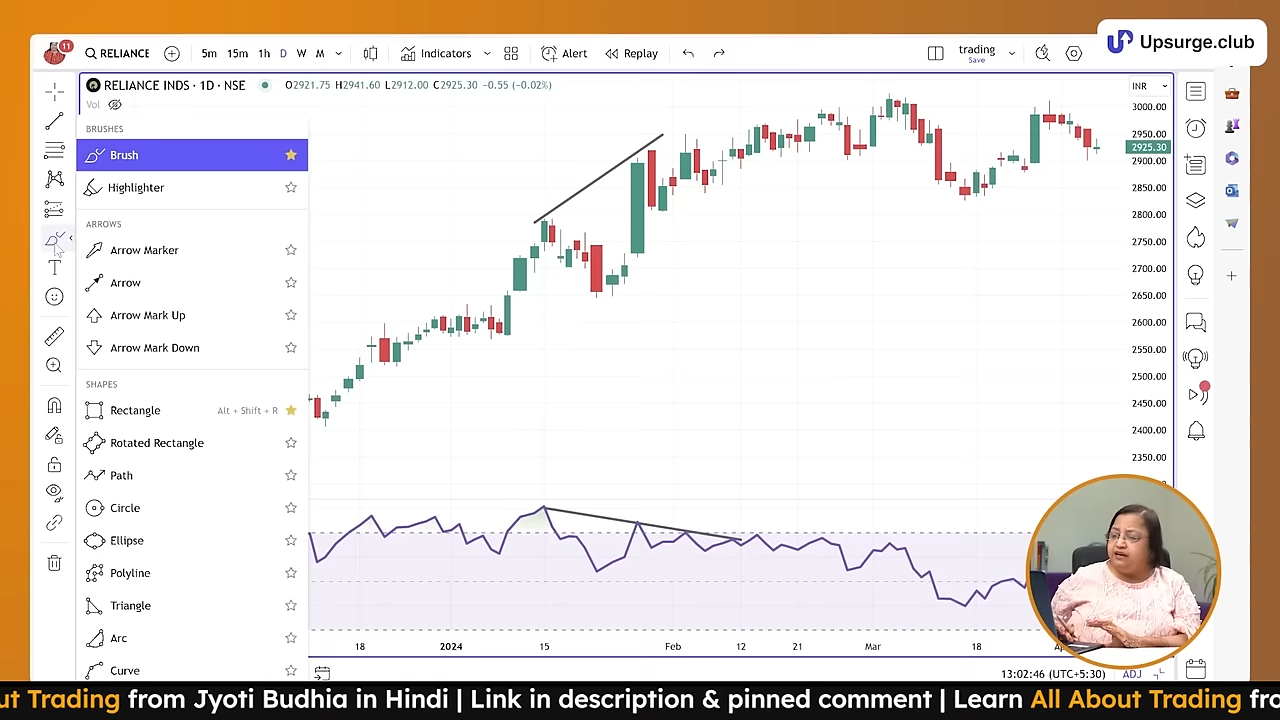 Upsurge.club
11
RELIANCE
5m 15m 1h D W M
Indicators
Alert
Replay
trading
Save
RELIANCE INDS · 1D · NSE
O2921.75 H2941.60 L2912.00 C2925.30 -0.55 (-0.02%)
INR
Vol
BRUSHES
Brush
Highlighter
ARROWS
Arrow Marker
Arrow
Arrow Mark Up
Arrow Mark Down
SHAPES
Rectangle Alt + Shift + R
Rotated Rectangle
Path
Circle
Ellipse
Polyline
Triangle
Arc
Curve
3000.00
2950.00
2925.30
2900.00
2850.00
2800.00
2750.00
2700.00
2650.00
2600.00
2550.00
2500.00
2450.00
2400.00
2350.00
18 2024 15 Feb 12 21 Mar 18
13:02:46 (UTC+5:30) ADJ
ut Trading from Jyoti Budhia in Hindi | Link in description & pinned comment | Learn All About Trading fro